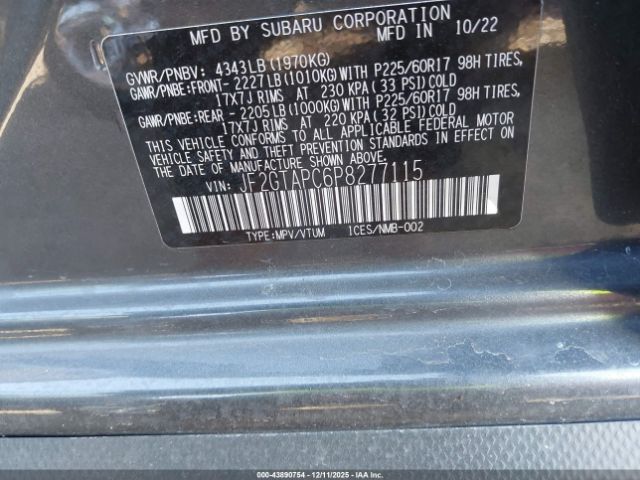 MFD BY SUBARU CORPORATION
MFD IN 10/22
GVWR/PNBV: 4343LB(1970KG)
GAWR/PNBE:FRONT- 2227LB(1010KG)WITH P225/60R17 98H TIRES,
17X7J RIMS AT 230 KPA(33 PSI)COLD
GAWR/PNBE:REAR - 2205LB(1000KG)WITH P225/60R17 98H TIRES,
17X7J RIMS AT 220 KPA(32 PSI)COLD
THIS VEHICLE CONFORMS TO ALL APPLICABLE FEDERAL MOTOR
VEHICLE SAFETY AND THEFT PREVENTION STANDARDS IN EFFECT
ON THE DATE OF MANUFACTURE SHOWN ABOVE.
VIN: JF2GTAPC6P8277115
TYPE:MPV/VTUM ICES/NMB-002
000-43890754 - 12/11/2025 - IAAI.COM